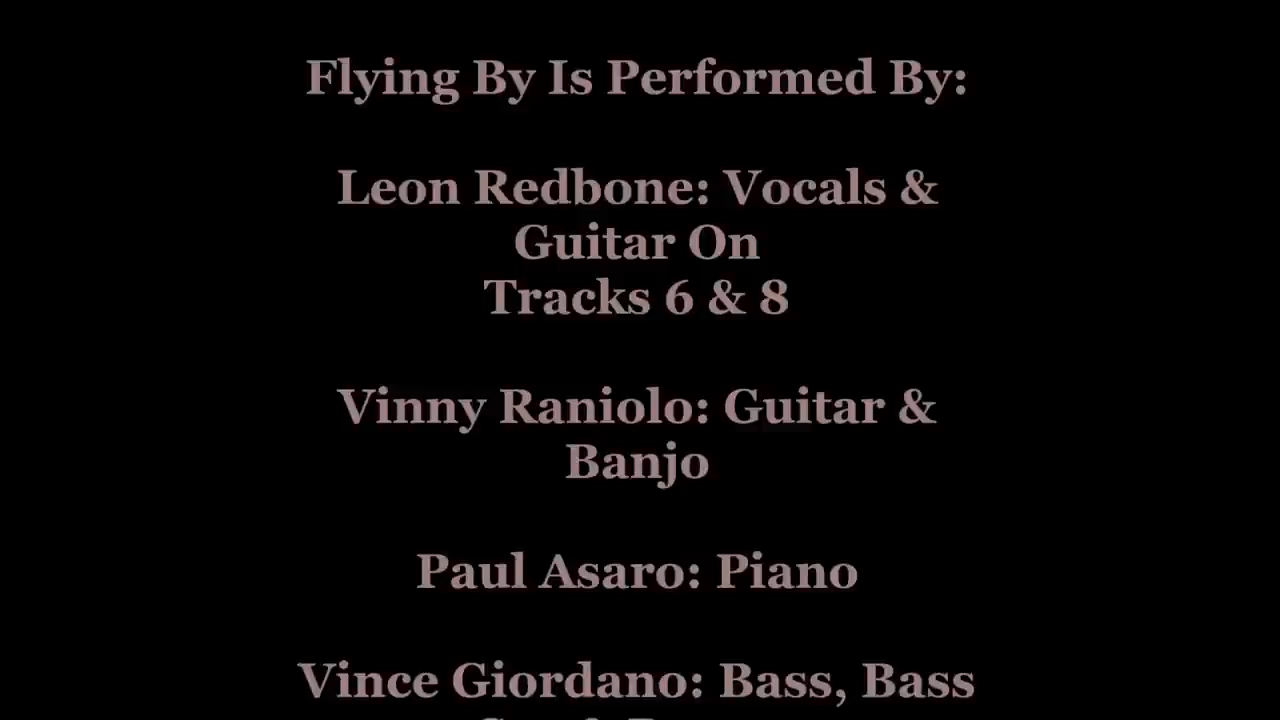 Flying By Is Performed By:
Leon Redbone: Vocals &
Guitar On
Tracks 6 & 8
Vinny Raniolo: Guitar &
Banjo
Paul Asaro: Piano
Vince Giordano: Bass, Bass